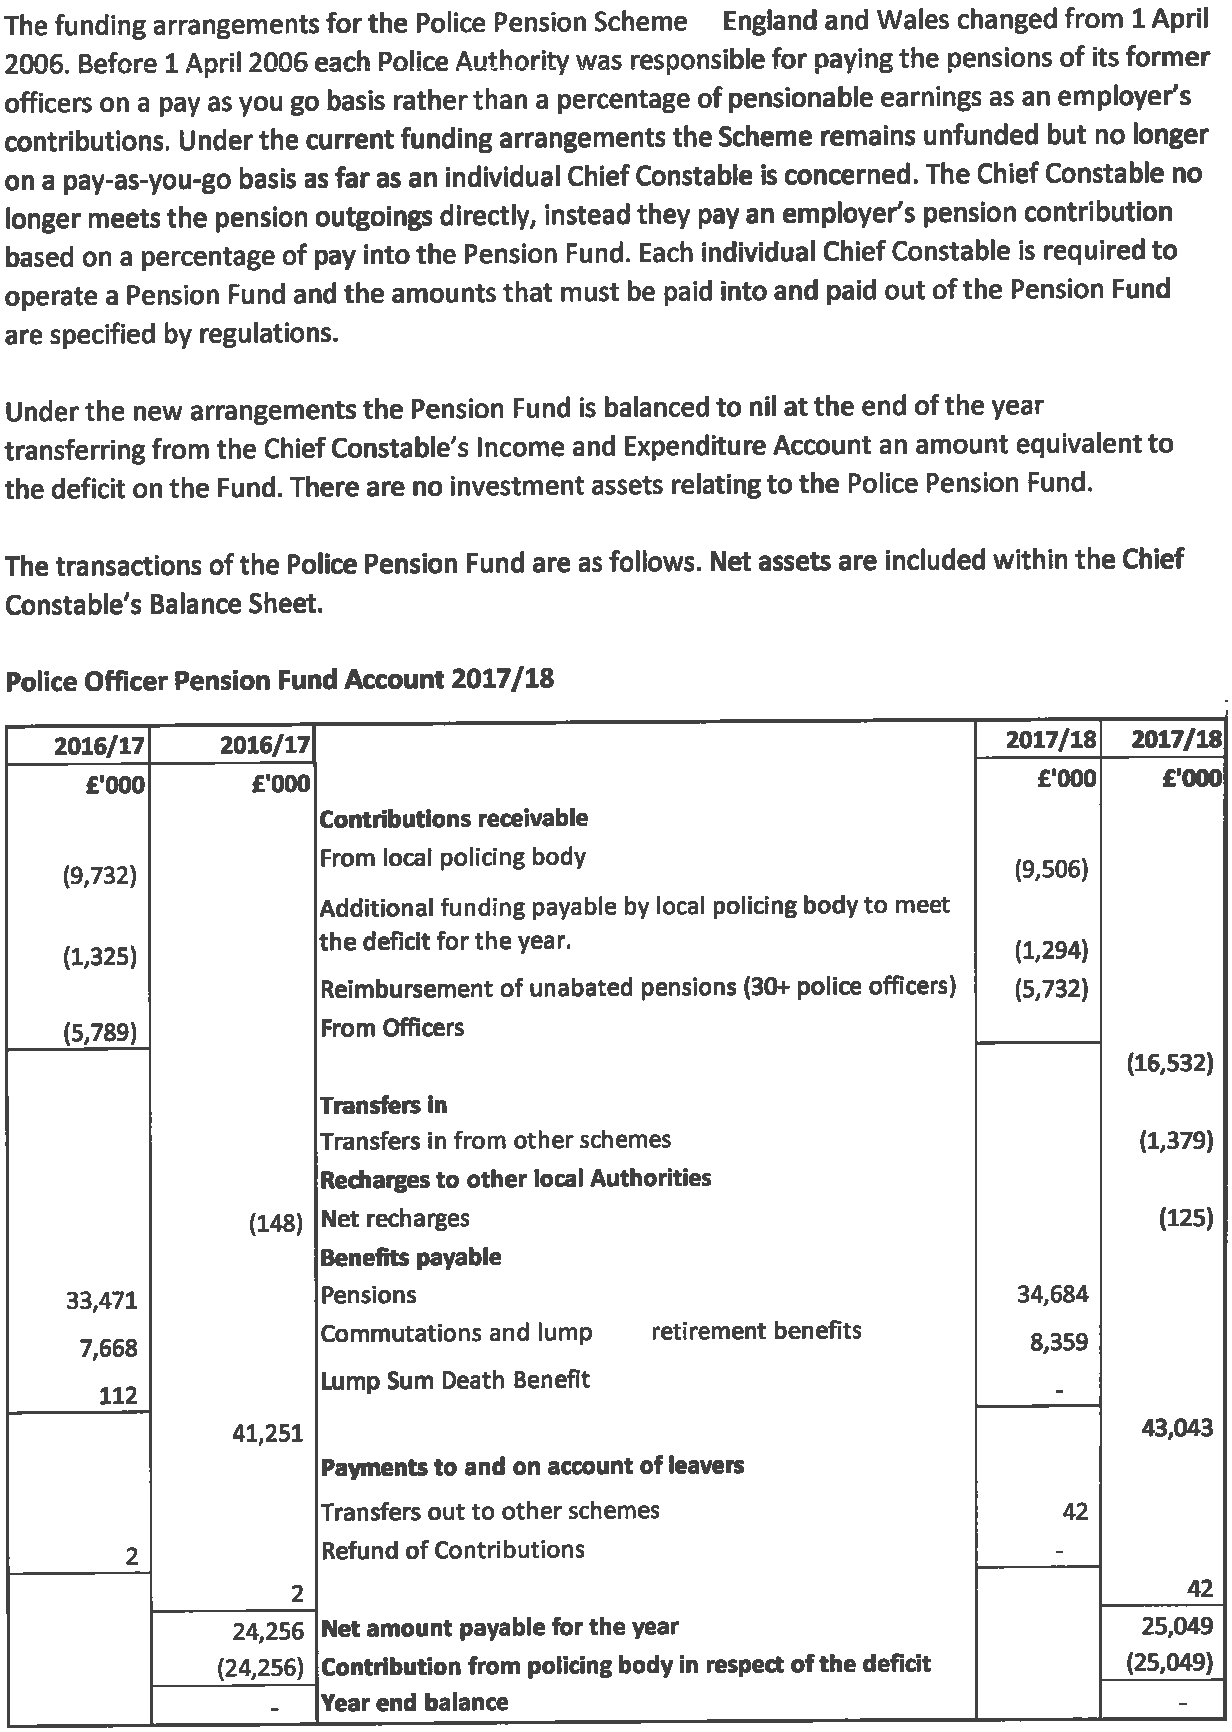 The funding arrangements for the Police Pension Scheme England and Wales changed from 1 April
2006. Before 1 April 2006 each Police Authority was responsible for paying the pensions of its former
officers on a pay as you go basis rather than a percentage of pensionable earnings as an employer's
contributions. Under the current funding arrangements the Scheme remains unfunded but no longer
on a pay-as-you-go basis as far as an individual Chief Constable is concerned. The Chief Constable no
longer meets the pension outgoings directly, instead they pay an employer's pension contribution
based on a percentage of pay into the Pension Fund. Each individual Chief Constable is required to
operate a Pension Fund and the amounts that must be paid into and paid out of the Pension Fund
are specified by regulations.
Under the new arrangements the Pension Fund is balanced to nil at the end of the year
transferring from the Chief Constable's Income and Expenditure Account an amount equivalent to
the deficit on the Fund. There are no investment assets relating to the Police Pension Fund.
The transactions of the Police Pension Fund are as follows. Net assets are included within the Chief
Constable's Balance Sheet.
Police Officer Pension Fund Account 2017/18
2016/17 2016/17 2017/18 2017/18
£'000 £'000 £'000 £'000
Contributions receivable
(9,732) From local policing body (9,506)
Additional funding payable by local policing body to meet
(1,325) the deficit for the year. (1,294)
Reimbursement of unabated pensions (30+ police officers) (5,732)
(5,789) From Officers
(16,532)
Transfers in
Transfers in from other schemes (1,379)
Recharges to other local Authorities
(148) Net recharges (125)
Benefits payable
33,471 Pensions 34,684
7,668 Commutations and lump retirement benefits 8,359
112 Lump Sum Death Benefit -
41,251 43,043
Payments to and on account of leavers
Transfers out to other schemes 42
2 Refund of Contributions -
2 42
24,256 Net amount payable for the year 25,049
(24,256) Contribution from policing body in respect of the deficit (25,049)
- Year end balance -